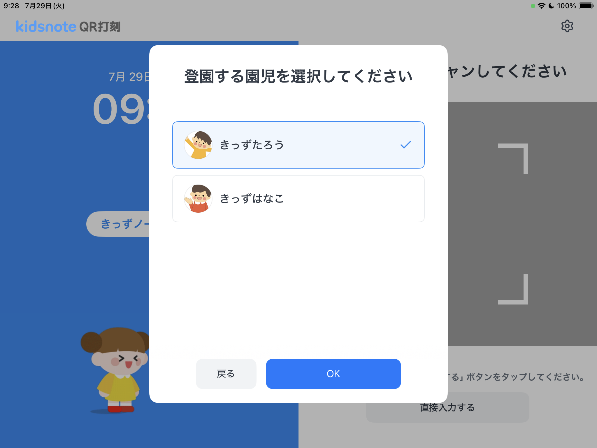 9:28 7月29日(火)
100%
kidsnote QR打刻
7月 29日
09:
きっずノー
登園する園児を選択してください
きっずたろう
きっずはなこ
戻る
OK
ャンしてください
する」ボタンをタップしてください。
直接入力する